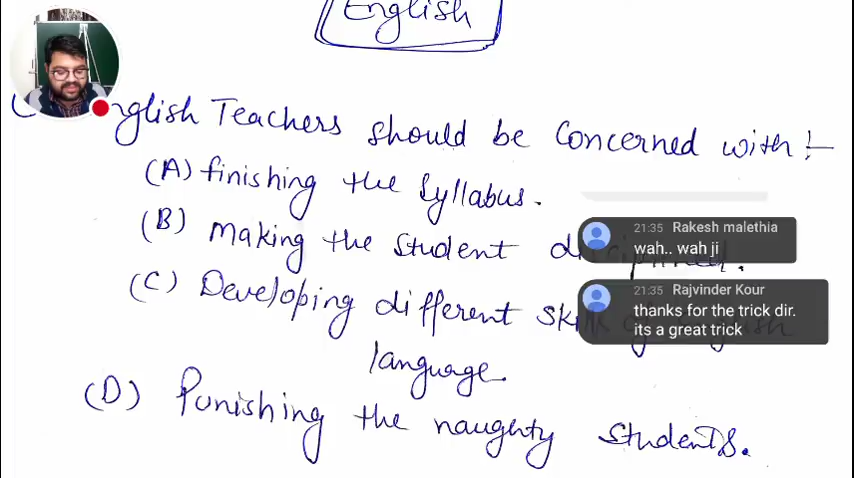 English
English Teachers should be concerned with :-
(A) finishing the syllabus.
(B) Making the student
21:35 Rakesh malethia
wah.. wah ji
(C) Developing different
21:35 Rajvinder Kour
thanks for the trick dir.
its a great trick
language.
(D) Punishing the naughty students.